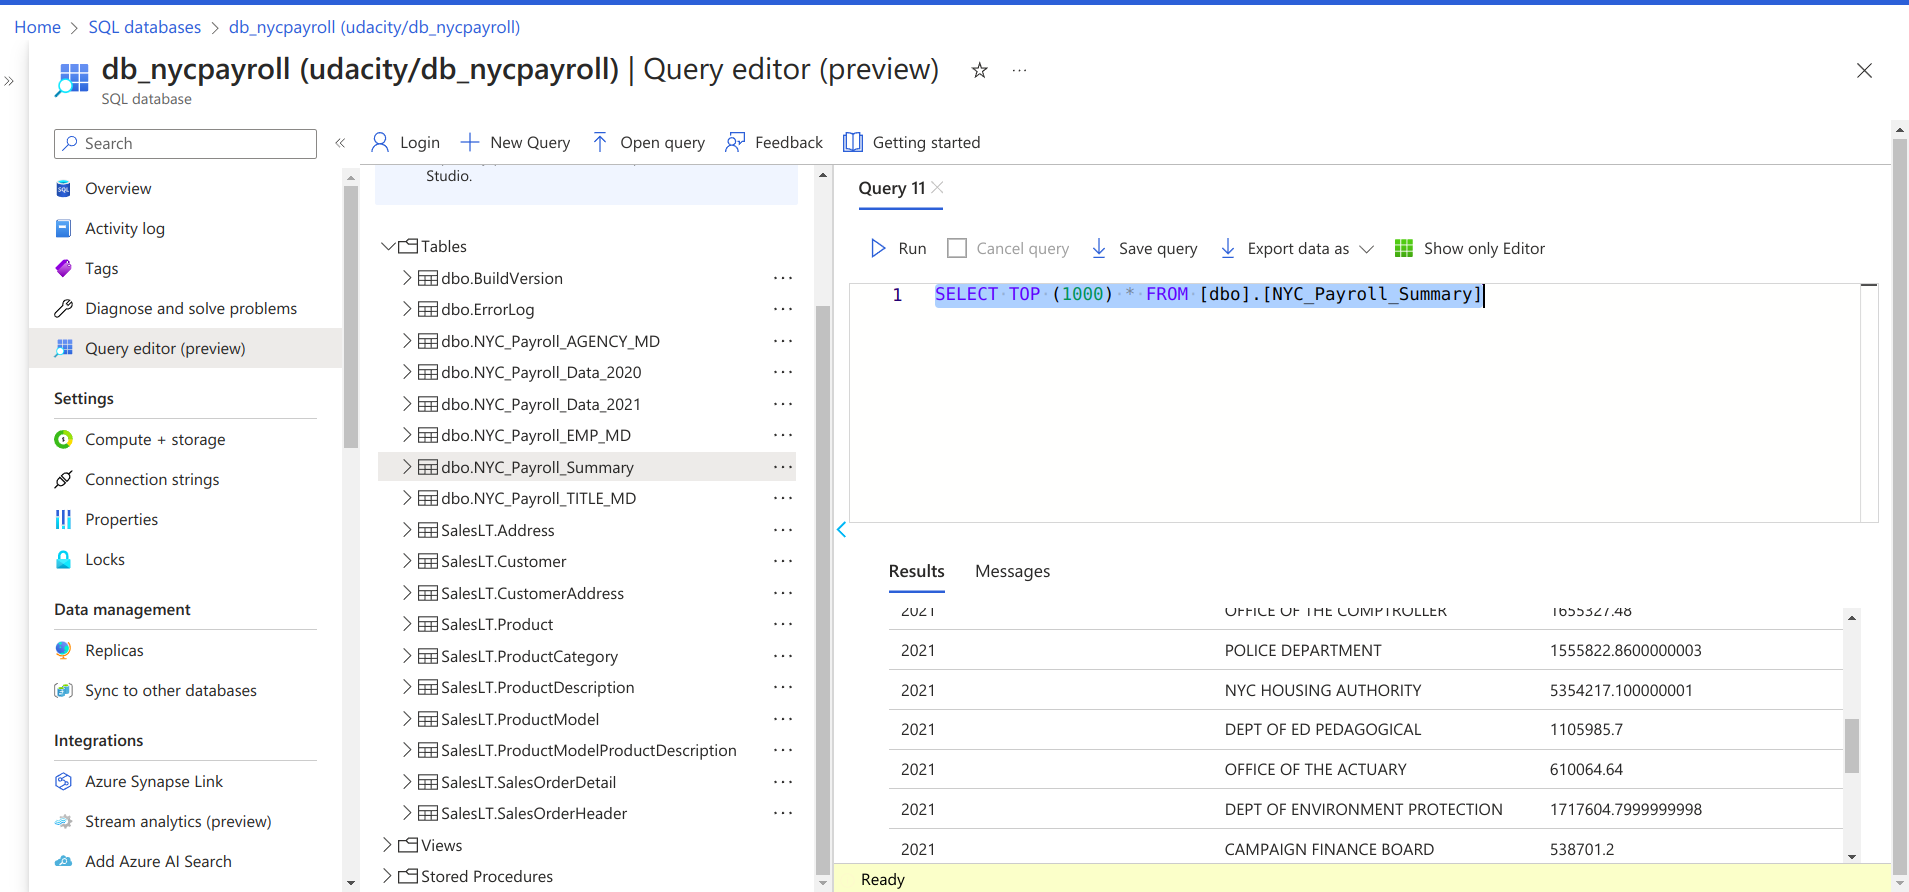 Home > SQL databases > db_nycpayroll (udacity/db_nycpayroll)
db_nycpayroll (udacity/db_nycpayroll) | Query editor (preview)
SQL database
Search
Login
New Query
Open query
Feedback
Getting started
Overview
Activity log
Tags
Diagnose and solve problems
Query editor (preview)
Settings
Compute + storage
Connection strings
Properties
Locks
Data management
Replicas
Sync to other databases
Integrations
Azure Synapse Link
Stream analytics (preview)
Add Azure AI Search
Studio.
Tables
dbo.BuildVersion
dbo.ErrorLog
dbo.NYC_Payroll_AGENCY_MD
dbo.NYC_Payroll_Data_2020
dbo.NYC_Payroll_Data_2021
dbo.NYC_Payroll_EMP_MD
dbo.NYC_Payroll_Summary
dbo.NYC_Payroll_TITLE_MD
SalesLT.Address
SalesLT.Customer
SalesLT.CustomerAddress
SalesLT.Product
SalesLT.ProductCategory
SalesLT.ProductDescription
SalesLT.ProductModel
SalesLT.ProductModelProductDescription
SalesLT.SalesOrderDetail
SalesLT.SalesOrderHeader
Views
Stored Procedures
Query 11
Run
Cancel query
Save query
Export data as
Show only Editor
1 SELECT TOP (1000) * FROM [dbo].[NYC_Payroll_Summary]
Results
Messages
2021 OFFICE OF THE COMPTROLLER 1655327.48
2021 POLICE DEPARTMENT 1555822.8600000003
2021 NYC HOUSING AUTHORITY 5354217.100000001
2021 DEPT OF ED PEDAGOGICAL 1105985.7
2021 OFFICE OF THE ACTUARY 610064.64
2021 DEPT OF ENVIRONMENT PROTECTION 1717604.7999999998
2021 CAMPAIGN FINANCE BOARD 538701.2
Ready